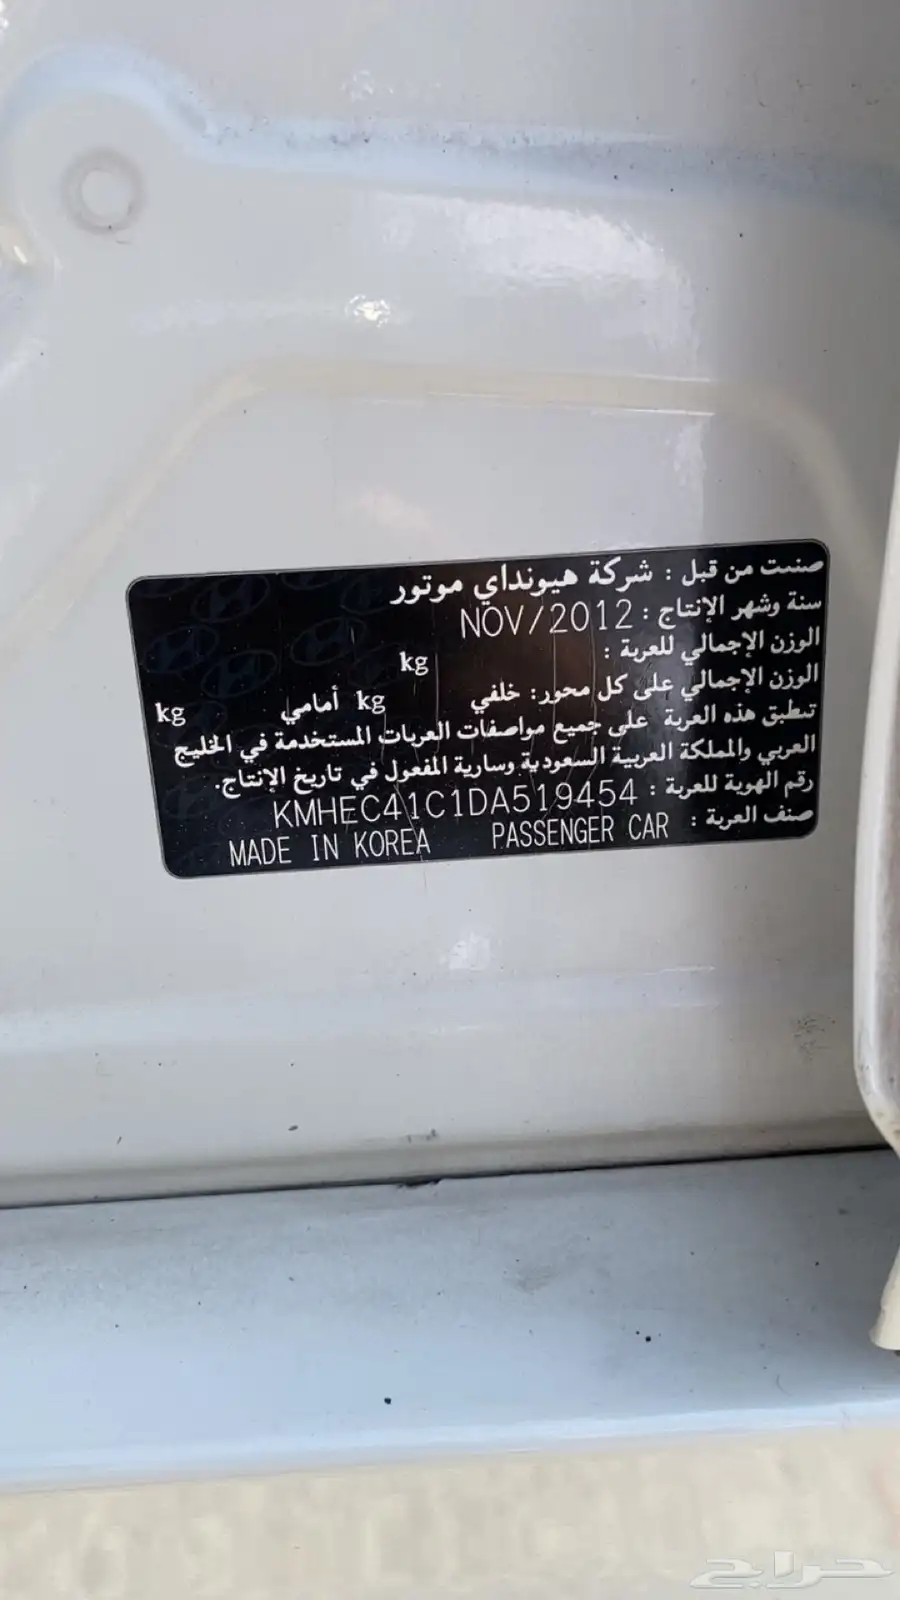 صنعت من قبل : شركة هيونداي موتور
سنة وشهر الإنتاج : NOV/2012
الوزن الإجمالي للعربة : kg
الوزن الإجمالي على كل محور: خلفي kg أمامي kg
تنطبق هذه العربة على جميع مواصفات العربات المستخدمة في الخليج
العربي والمملكة العربية السعودية وسارية المفعول في تاريخ الإنتاج.
رقم الهوية للعربة : KMHEC41C1DA519454
صنف العربة : PASSENGER CAR MADE IN KOREA
حراج